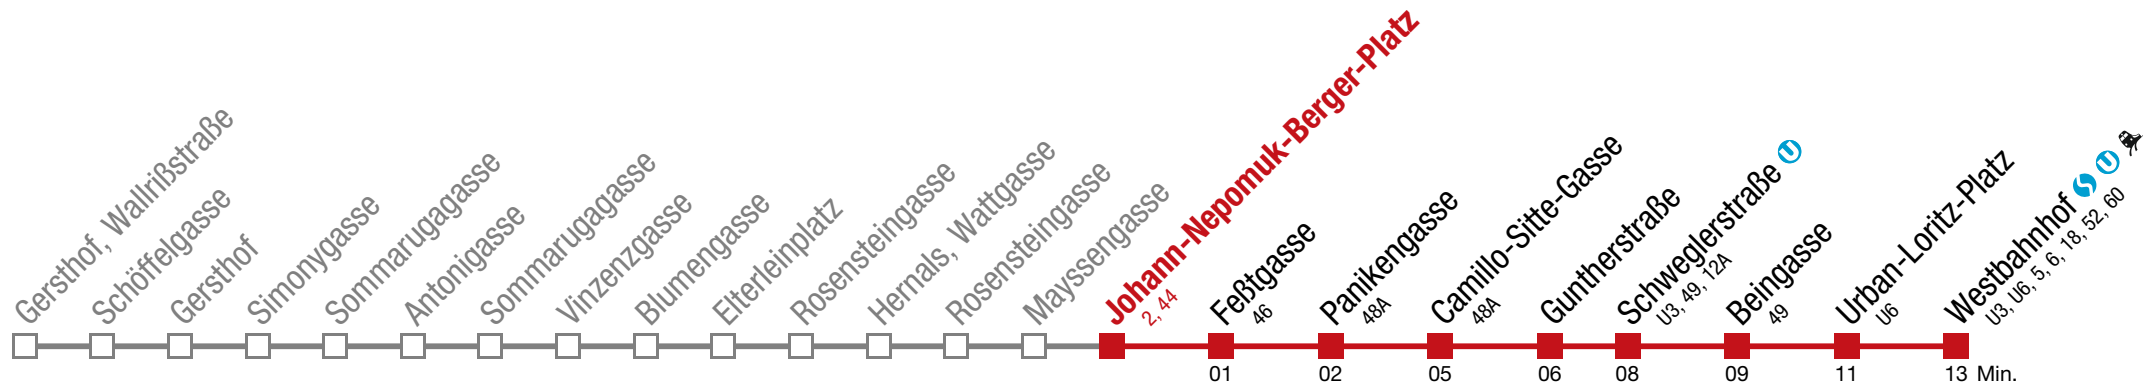 Gersthof, Wallrißstraße
Schöffelgasse
Gersthof
Simonygasse
Sommarugagasse
Antonigasse
Sommarugagasse
Vinzenzgasse
Blumengasse
Elterleinplatz
Rosensteingasse
Hernals, Wattgasse
Rosensteingasse
Mayssengasse
Johann-Nepomuk-Berger-Platz
2, 44
Feßtgasse
46
Panikengasse
48A
Camillo-Sitte-Gasse
48A
Guntherstraße
Schweglerstraße U
U3, 49, 12A
Beingasse
49
Urban-Loritz-Platz
U6
Westbahnhof S U
U3, U6, 5, 6, 18, 52, 60
01 02 05 06 08 09 11 13 Min.